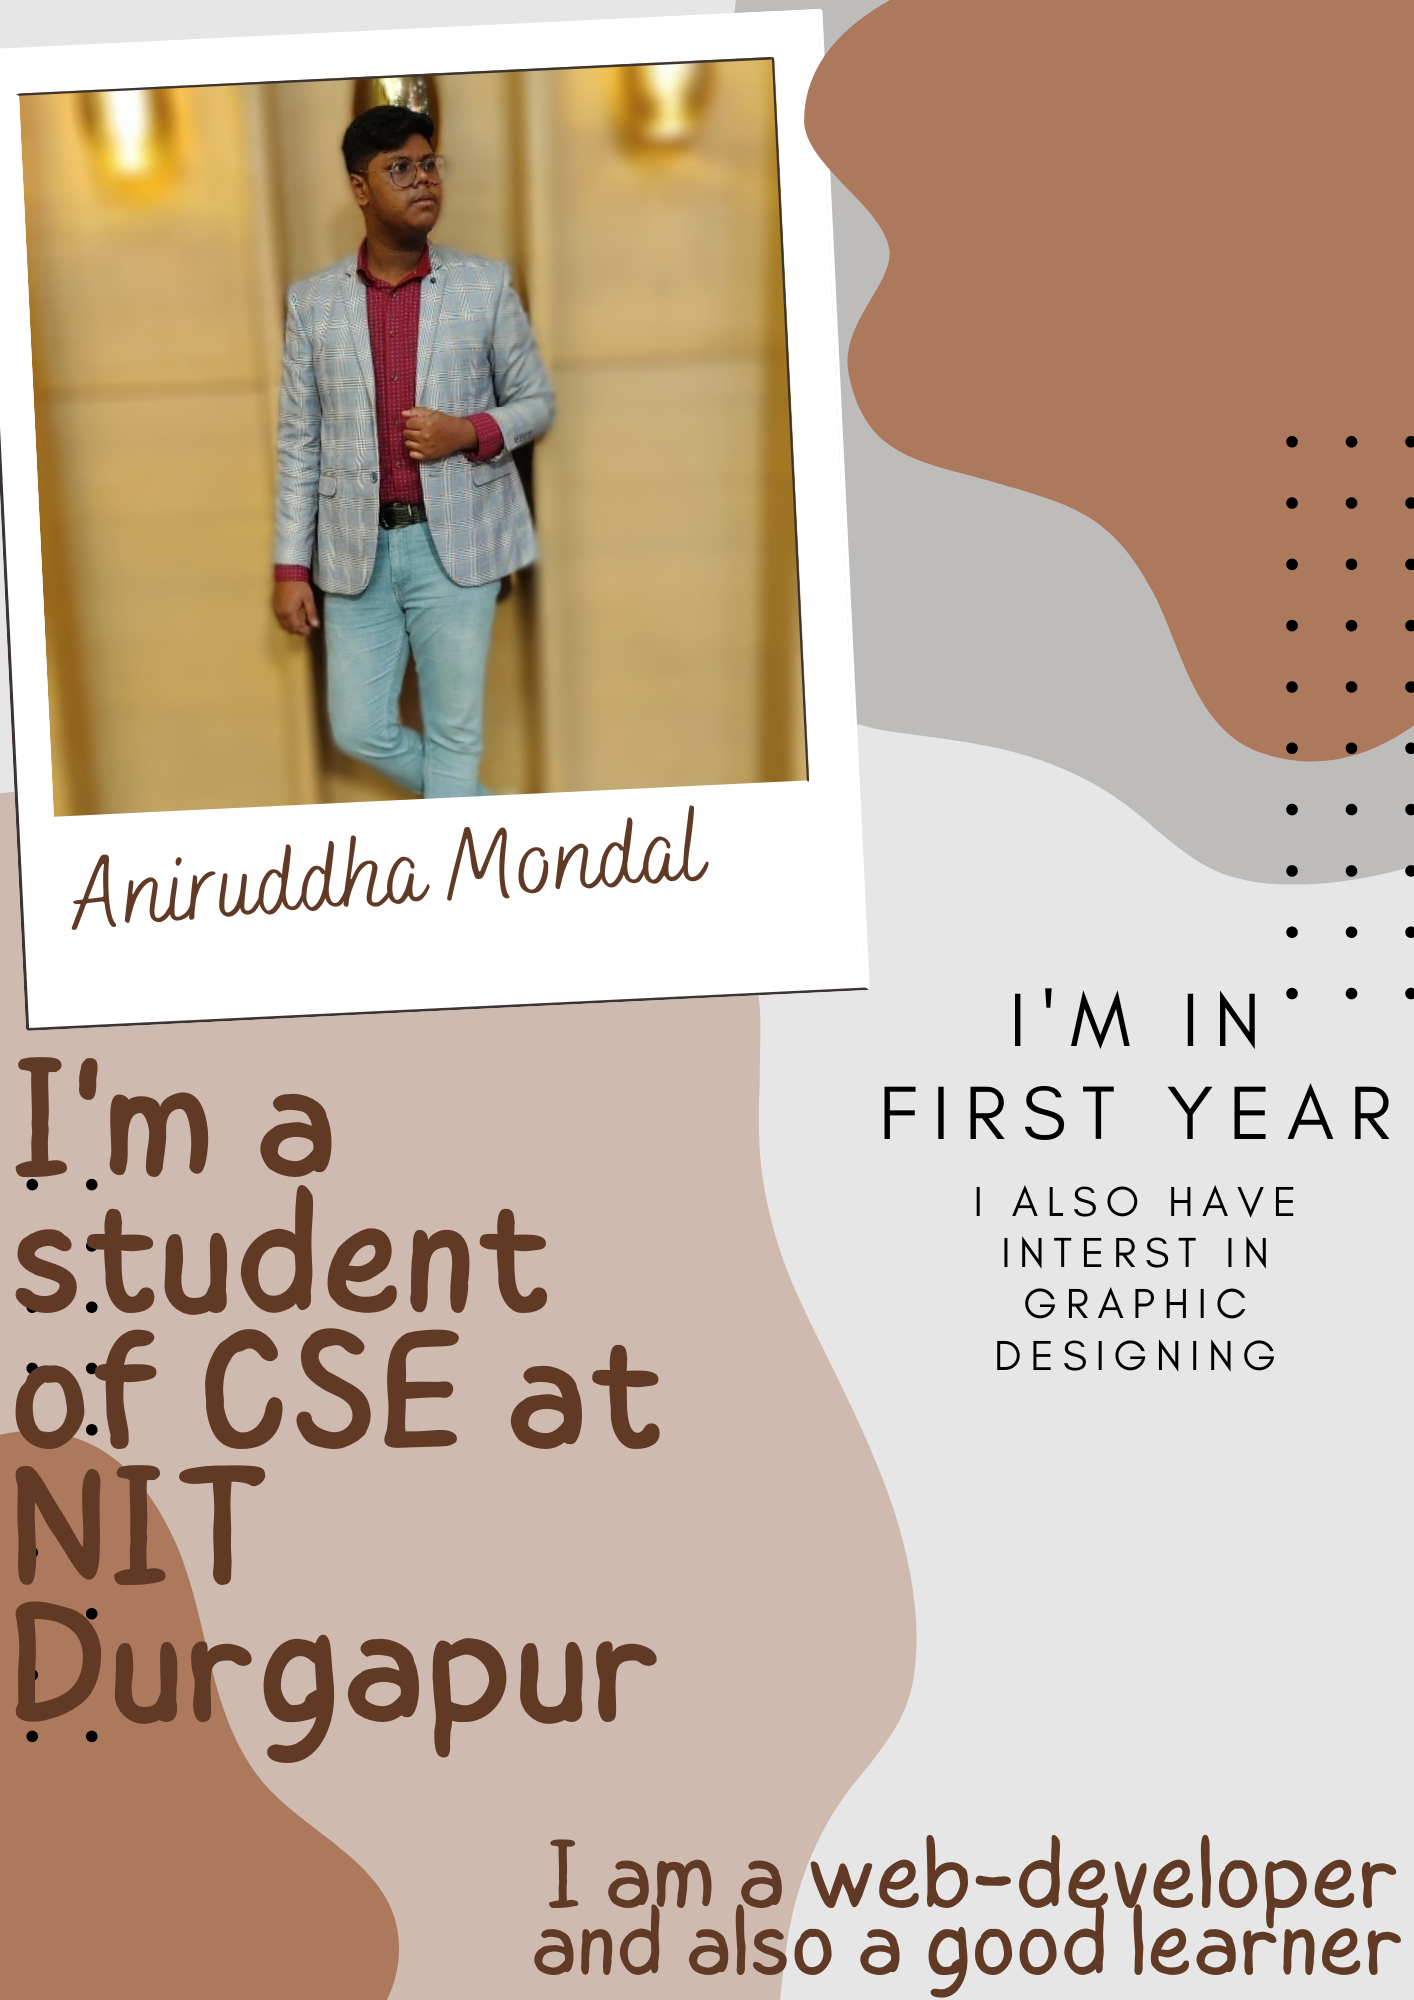 Aniruddha Mondal
I'm a
student
of CSE at
NIT
Durgapur
I'M IN
FIRST YEAR
I ALSO HAVE
INTERST IN
GRAPHIC
DESIGNING
I am a web-developer
and also a good learner